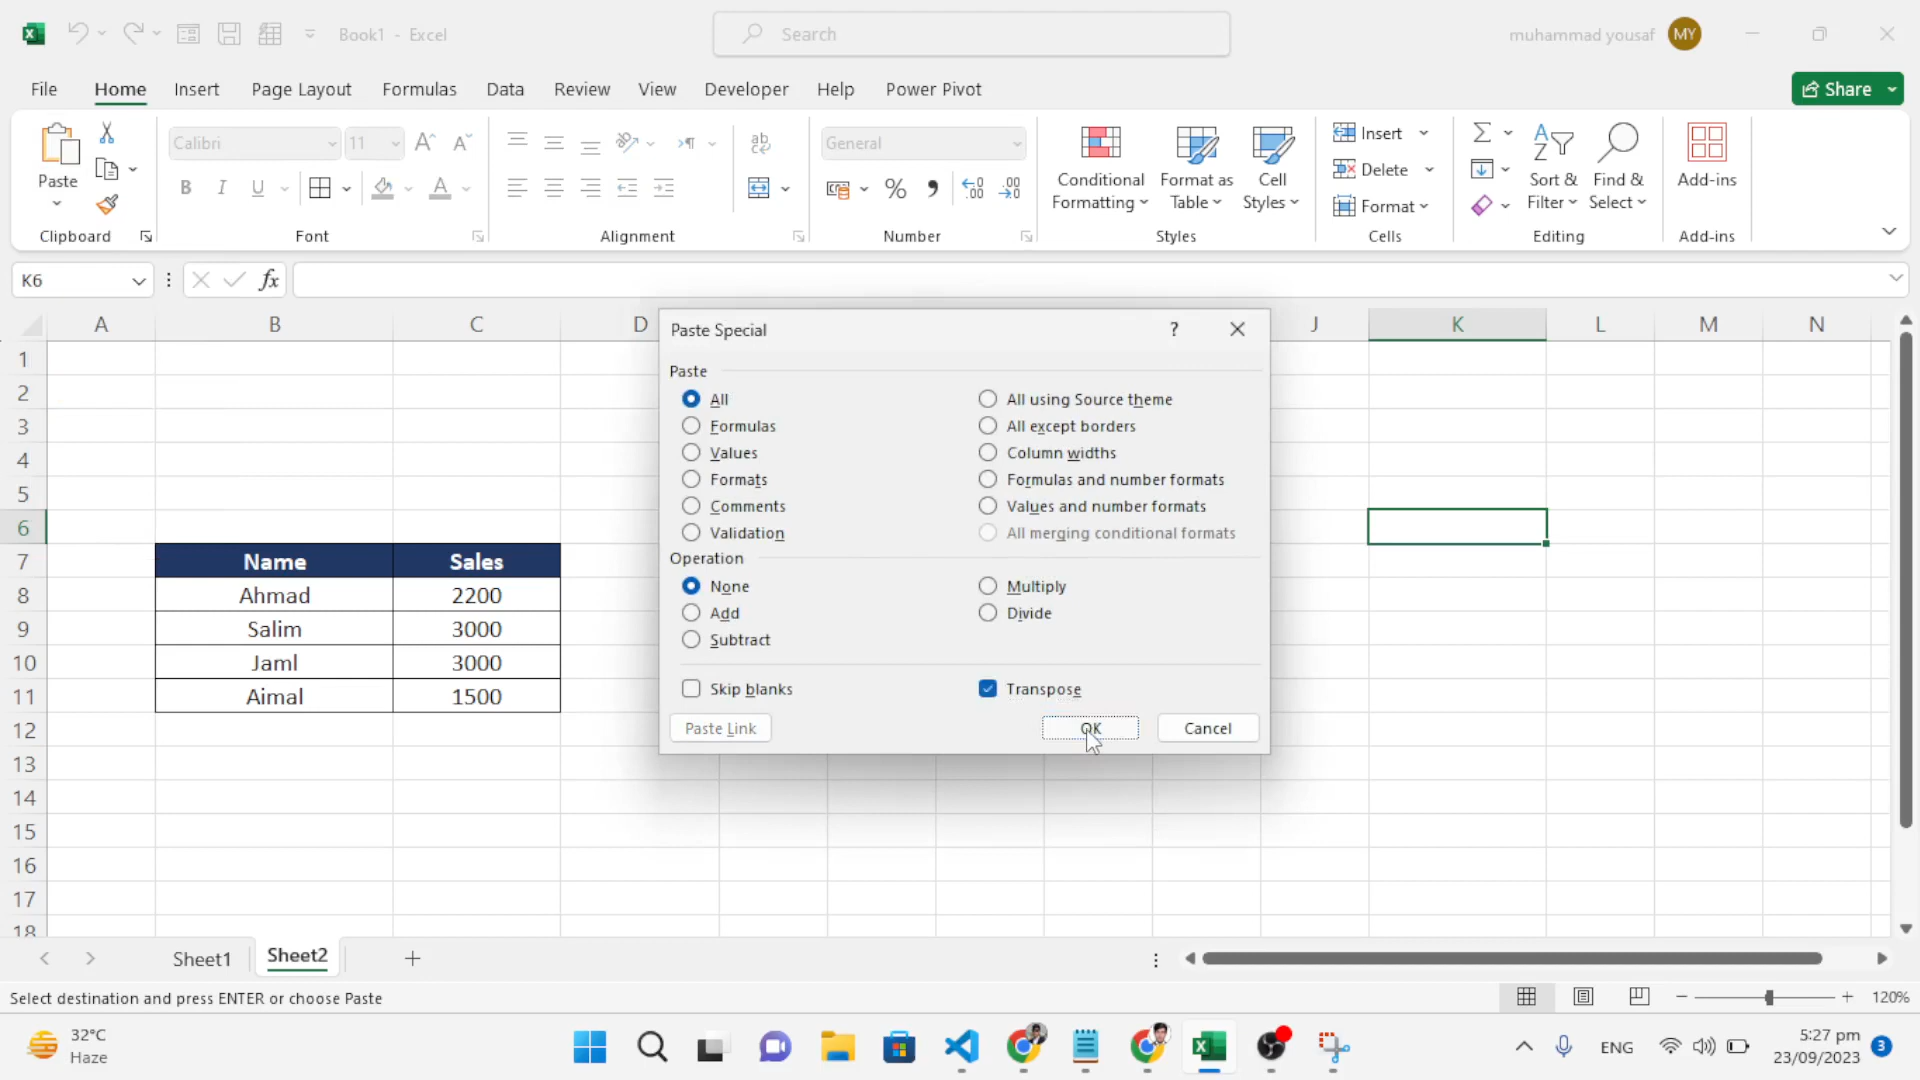 Book1 - Excel
Search
muhammad yousaf MY
File Home Insert Page Layout Formulas Data Review View Developer Help Power Pivot
Share
Paste
Calibri 11
General
Conditional Formatting
Format as Table
Cell Styles
Insert
Delete
Format
Sort & Filter
Find & Select
Add-ins
Clipboard Font Alignment Number Styles Cells Editing Add-ins
K6 fx
A B C D J K L M N
Paste Special ? 
Paste
All All using Source theme
Formulas All except borders
Values Column widths
Formats Formulas and number formats
Comments Values and number formats
Validation All merging conditional formats
Operation
None Multiply
Add Divide
Subtract
Skip blanks Transpose
Paste Link OK Cancel
1
2
3
4
5
6
7 Name Sales
8 Ahmad 2200
9 Salim 3000
10 Jaml 3000
11 Aimal 1500
12
13
14
15
16
17
18
Sheet1 Sheet2
Select destination and press ENTER or choose Paste
120%
32°C
Haze
ENG
5:27 pm
23/09/2023
3